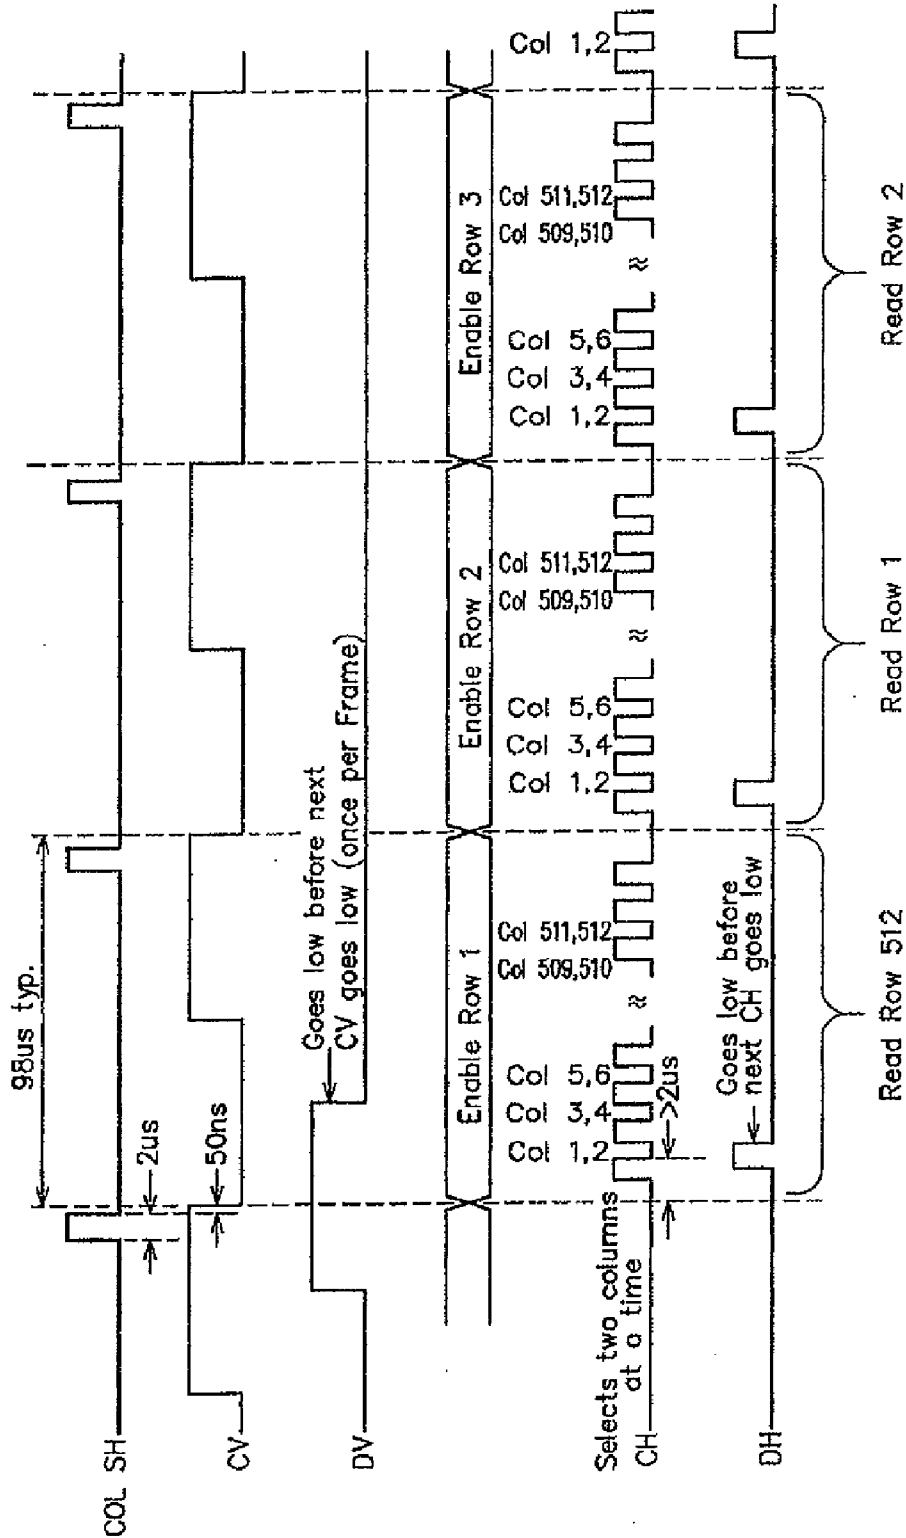 98us typ.
2us
50ns
COL SH
CV
Goes low before next
CV goes low (once per Frame)
DV
Enable Row 1
Enable Row 2
Enable Row 3
Selects two columns
at a time
CH
Col 1,2
Col 3,4
Col 5,6
Col 509,510
Col 511,512
Col 1,2
Col 3,4
Col 5,6
Col 509,510
Col 511,512
Col 1,2
Col 3,4
Col 5,6
Col 509,510
Col 511,512
Col 1,2
>2us
Goes low before
next CH goes low
DH
Read Row 512
Read Row 1
Read Row 2